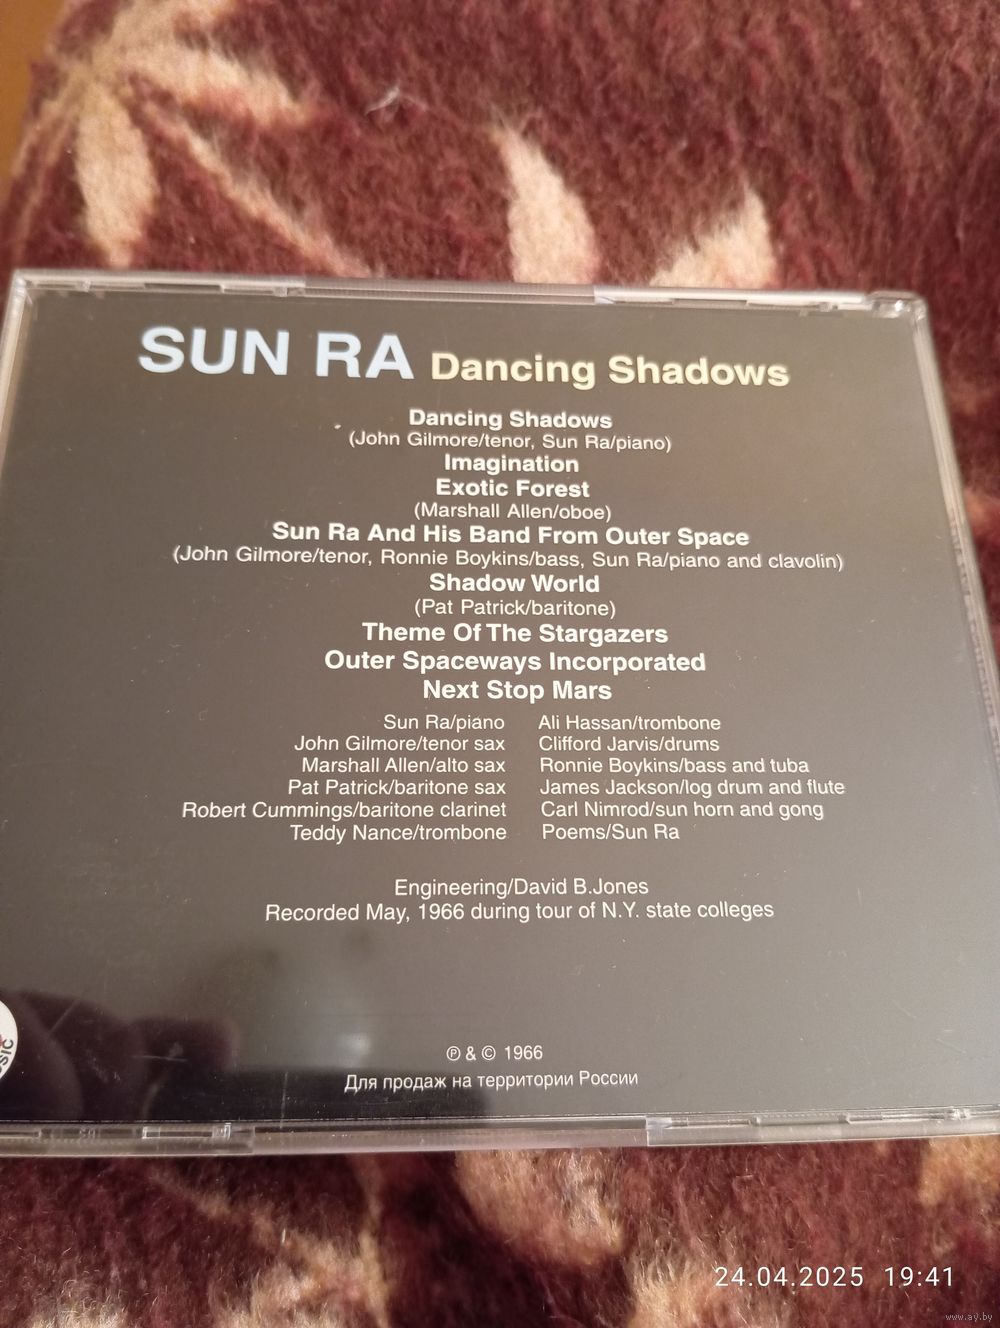 SUN RA Dancing Shadows
Dancing Shadows
(John Gilmore/tenor, Sun Ra/piano)
Imagination
Exotic Forest
(Marshall Allen/oboe)
Sun Ra And His Band From Outer Space
(John Gilmore/tenor, Ronnie Boykins/bass, Sun Ra/piano and clavolin)
Shadow World
(Pat Patrick/baritone)
Theme Of The Stargazers
Outer Spaceways Incorporated
Next Stop Mars
Sun Ra/piano
John Gilmore/tenor sax
Marshall Allen/alto sax
Pat Patrick/baritone sax
Robert Cummings/baritone clarinet
Teddy Nance/trombone
Ali Hassan/trombone
Clifford Jarvis/drums
Ronnie Boykins/bass and tuba
James Jackson/log drum and flute
Carl Nimrod/sun horn and gong
Poems/Sun Ra
Engineering/David B.Jones
Recorded May, 1966 during tour of N.Y. state colleges
℗ & © 1966
Для продаж на территории России
24.04.2025 19:41
www.ay.by